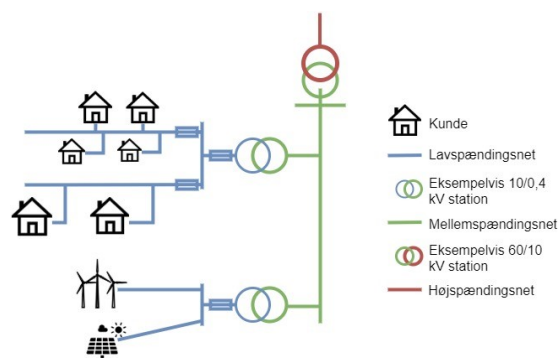 Kunde
Lavspændingsnet
Eksempelvis 10/0,4
kV station
Mellemspændingsnet
Eksempelvis 60/10
kV station
Højspændingsnet